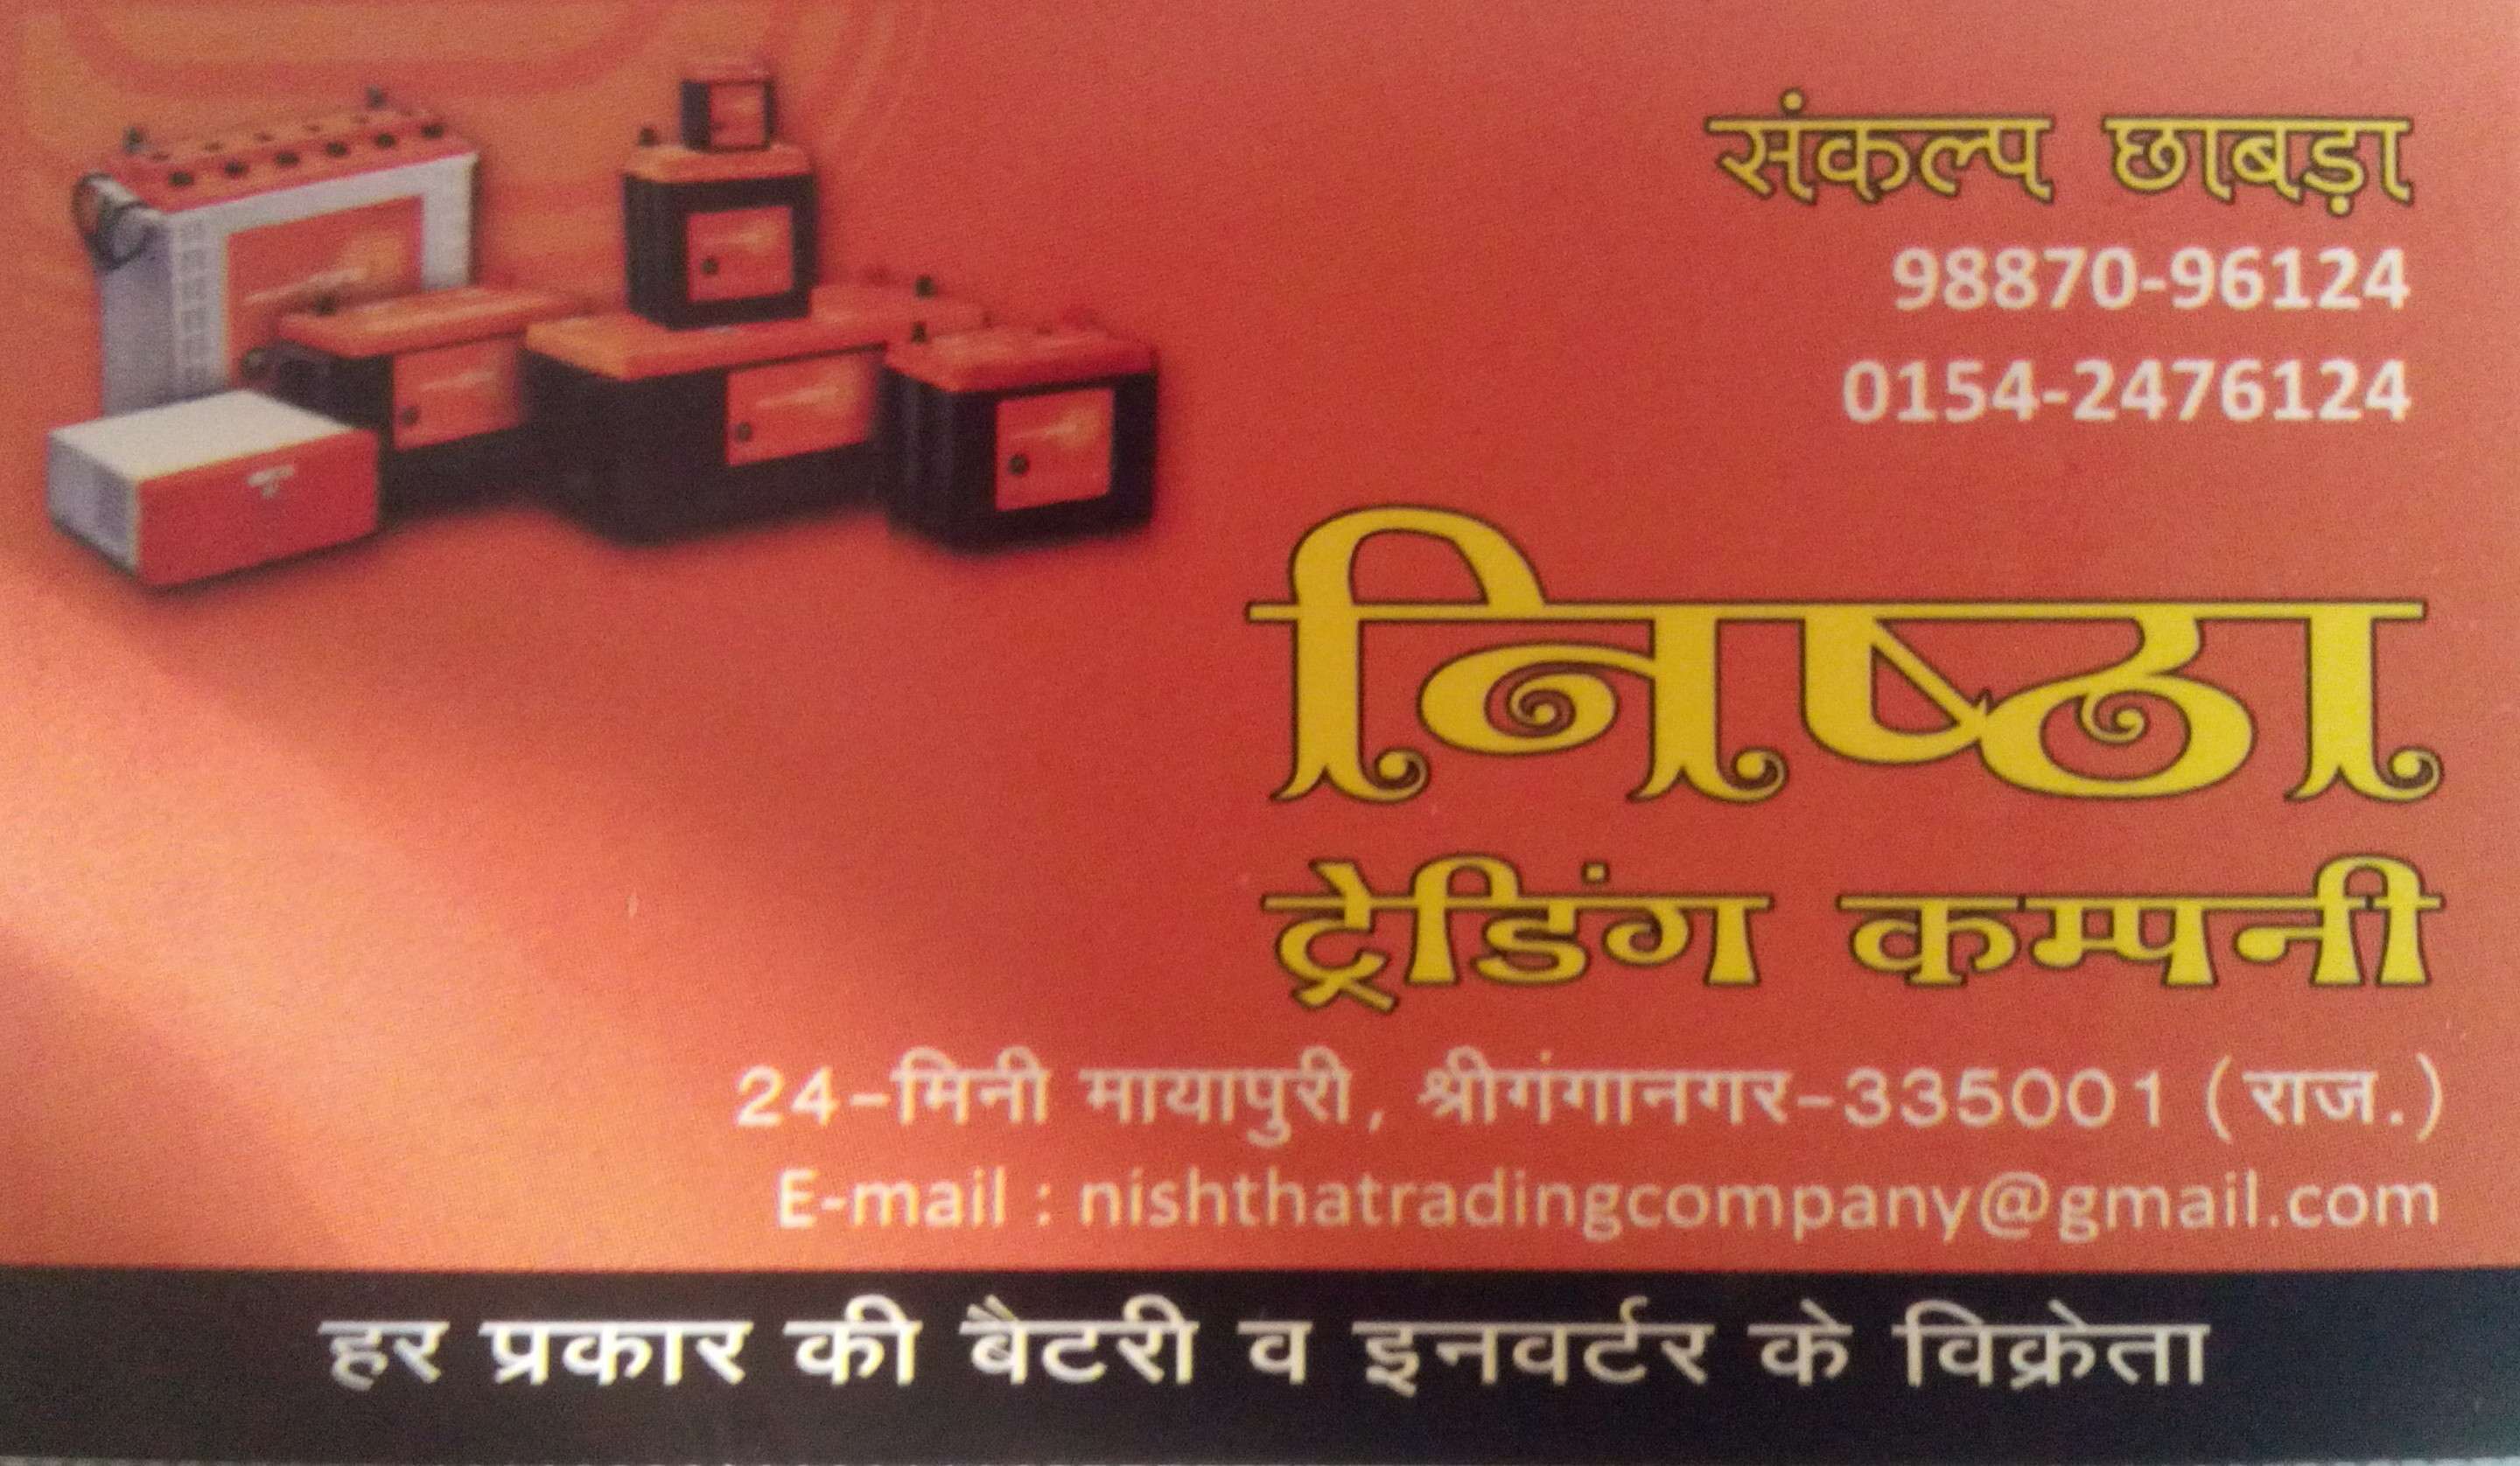 संकल्प छाबड़ा
98870-96124
0154-2476124
निष्ठा
ट्रेडिंग कम्पनी
24-मिनी मायापुरी, श्रीगंगानगर-335001 (राज.)
E-mail : nishthatradingcompany@gmail.com
हर प्रकार की बैटरी व इनवर्टर के विक्रेता